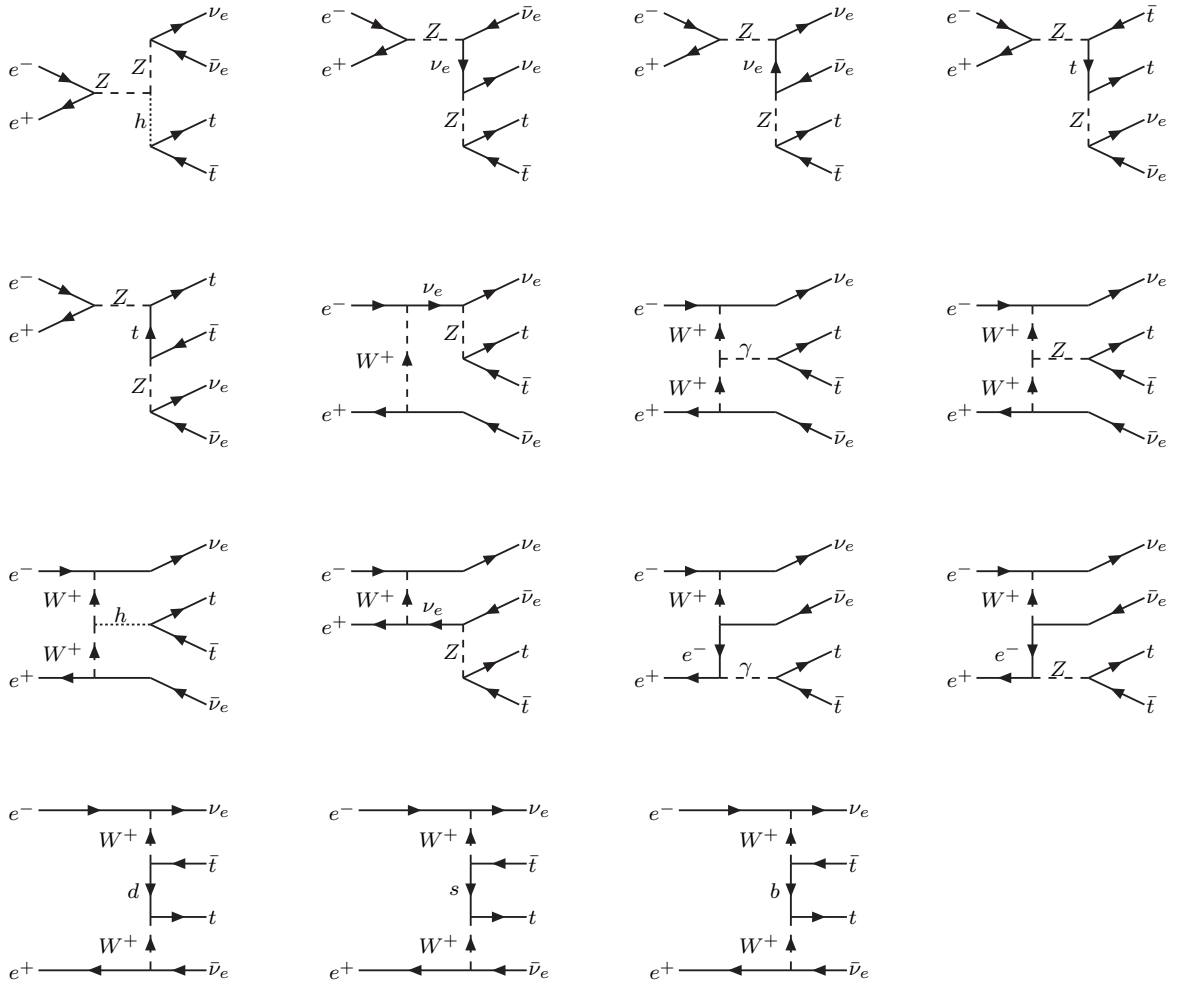 e⁻ e⁺ Z Z h ν_e ν̄_e t t̄
e⁻ e⁺ Z ν_e Z ν̄_e ν_e t t̄
e⁻ e⁺ Z ν_e Z ν_e ν̄_e t t̄
e⁻ e⁺ Z t Z t̄ t ν_e ν̄_e
e⁻ e⁺ Z t Z t t̄ ν_e ν̄_e
e⁻ e⁺ ν_e W⁺ Z ν_e t t̄ ν̄_e
e⁻ e⁺ W⁺ γ W⁺ ν_e t t̄ ν̄_e
e⁻ e⁺ W⁺ Z W⁺ ν_e t t̄ ν̄_e
e⁻ e⁺ W⁺ h W⁺ ν_e t t̄ ν̄_e
e⁻ e⁺ W⁺ ν_e Z ν_e ν̄_e t t̄
e⁻ e⁺ W⁺ e⁻ γ ν_e ν̄_e t t̄
e⁻ e⁺ W⁺ e⁻ Z ν_e ν̄_e t t̄
e⁻ e⁺ W⁺ d W⁺ ν_e t̄ t ν̄_e
e⁻ e⁺ W⁺ s W⁺ ν_e t̄ t ν̄_e
e⁻ e⁺ W⁺ b W⁺ ν_e t̄ t ν̄_e